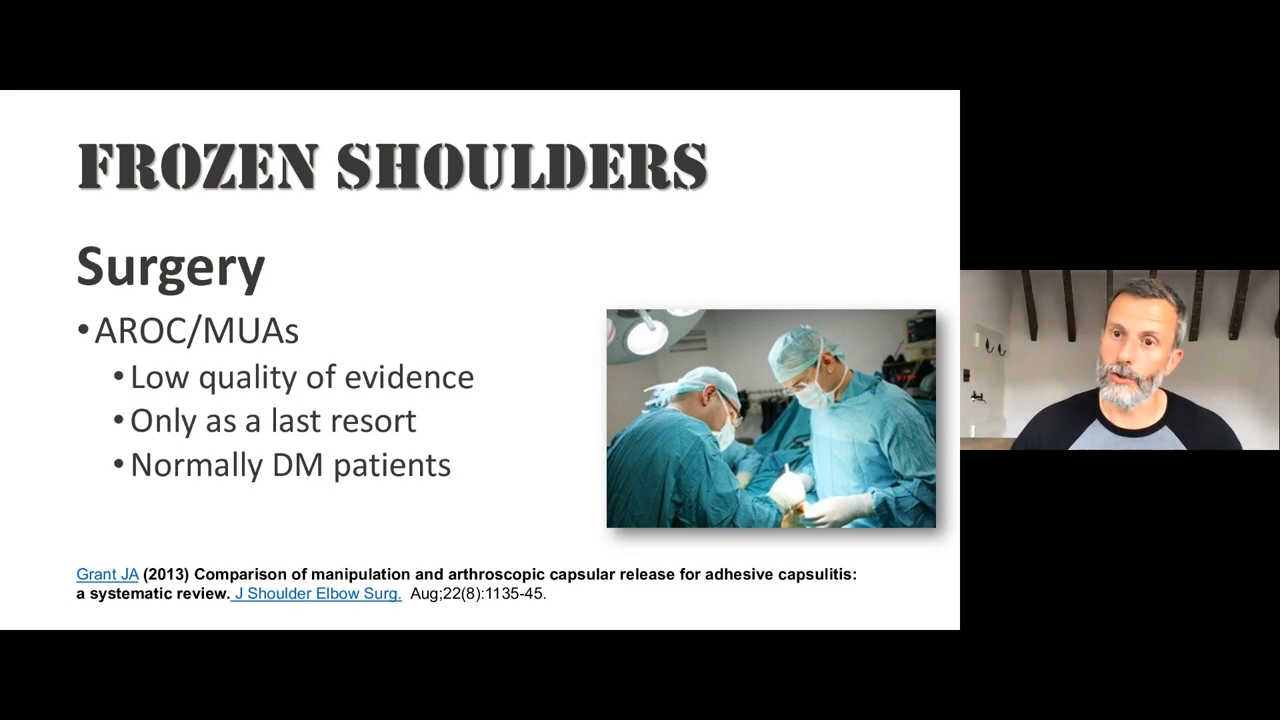 FROZEN SHOULDERS
Surgery
•AROC/MUAs
•Low quality of evidence
•Only as a last resort
•Normally DM patients
Grant JA (2013) Comparison of manipulation and arthroscopic capsular release for adhesive capsulitis:
a systematic review. J Shoulder Elbow Surg. Aug;22(8):1135-45.